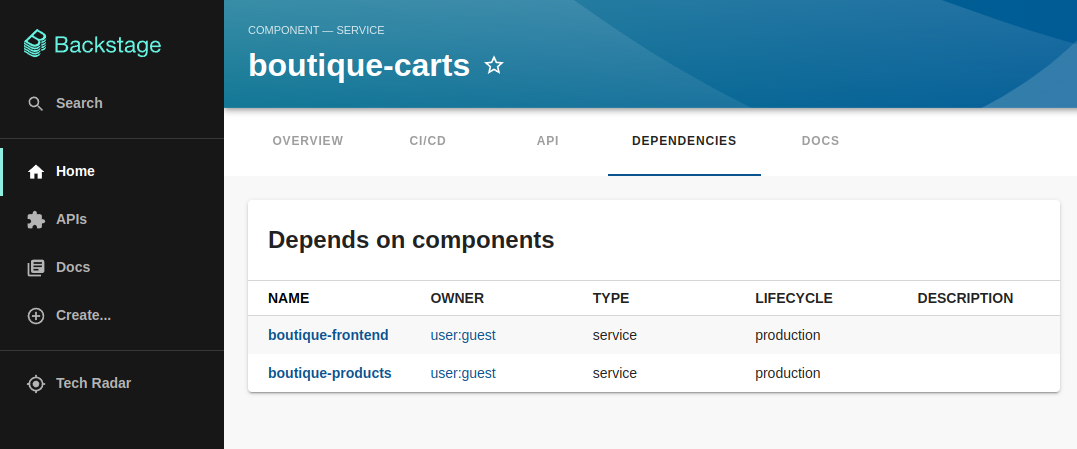 Backstage
Search
Home
APIs
Docs
Create...
Tech Radar
COMPONENT — SERVICE
boutique-carts
OVERVIEW CI/CD API DEPENDENCIES DOCS
Depends on components
NAME OWNER TYPE LIFECYCLE DESCRIPTION
boutique-frontend user:guest service production
boutique-products user:guest service production